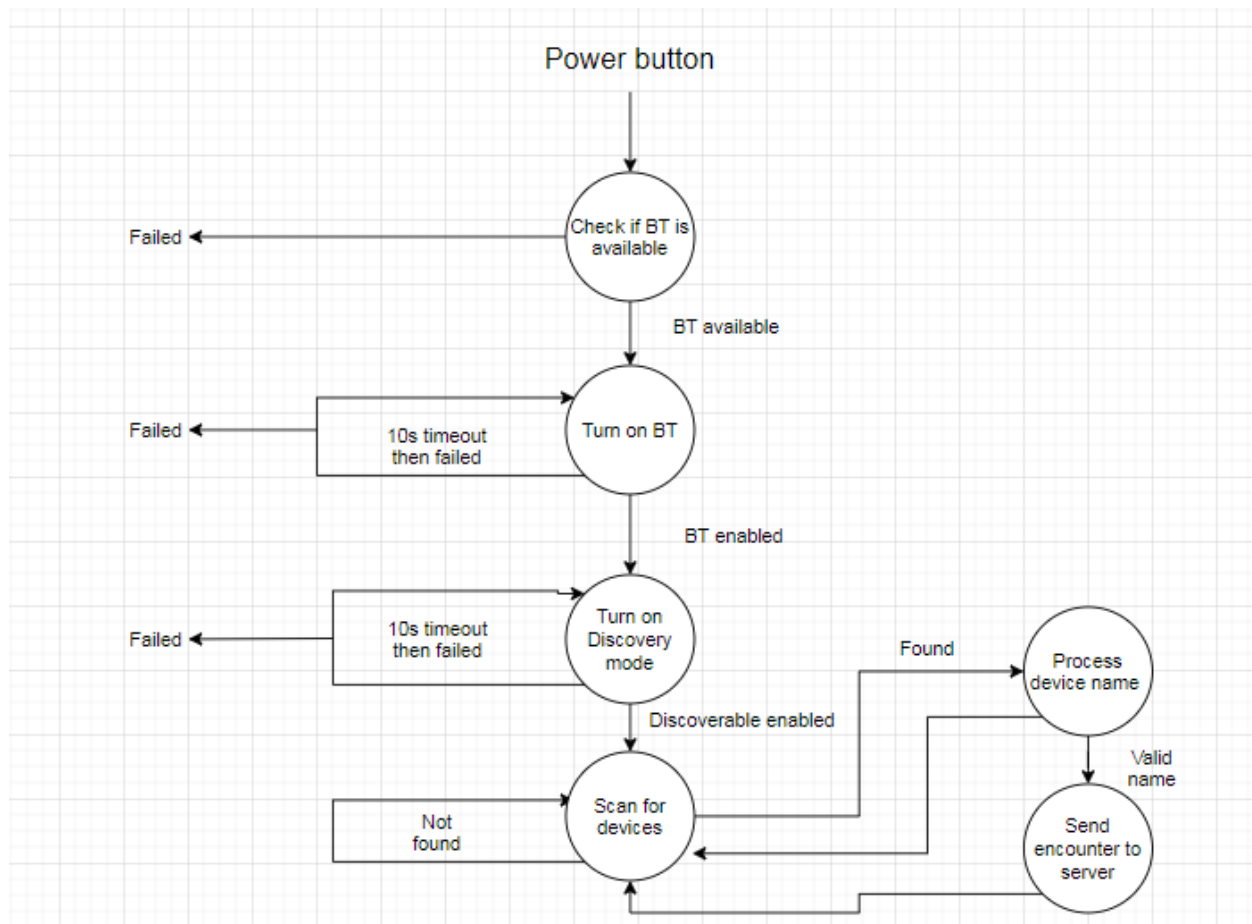 Power button
Check if BT is
available
Failed
BT available
Turn on BT
10s timeout
then failed
Failed
BT enabled
Turn on
Discovery
mode
10s timeout
then failed
Failed
Found
Process
device name
Discoverable enabled
Valid
name
Scan for
devices
Not
found
Send
encounter to
server